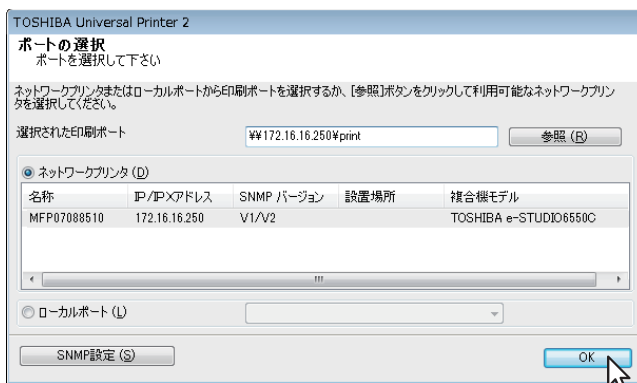 TOSHIBA Universal Printer 2
ポートの選択
ポートを選択して下さい
ネットワークプリンタまたはローカルポートから印刷ポートを選択するか、[参照]ボタンをクリックして利用可能なネットワークプリン
タを選択してください。
選択された印刷ポート ¥¥172.16.16.250¥print 参照 (R)
ネットワークプリンタ (D)
名称 IP/IPXアドレス SNMP バージョン 設置場所 複合機モデル
MFP07088510 172.16.16.250 V1/V2 TOSHIBA e-STUDIO6550C
ローカルポート (L)
SNMP設定 (S) OK